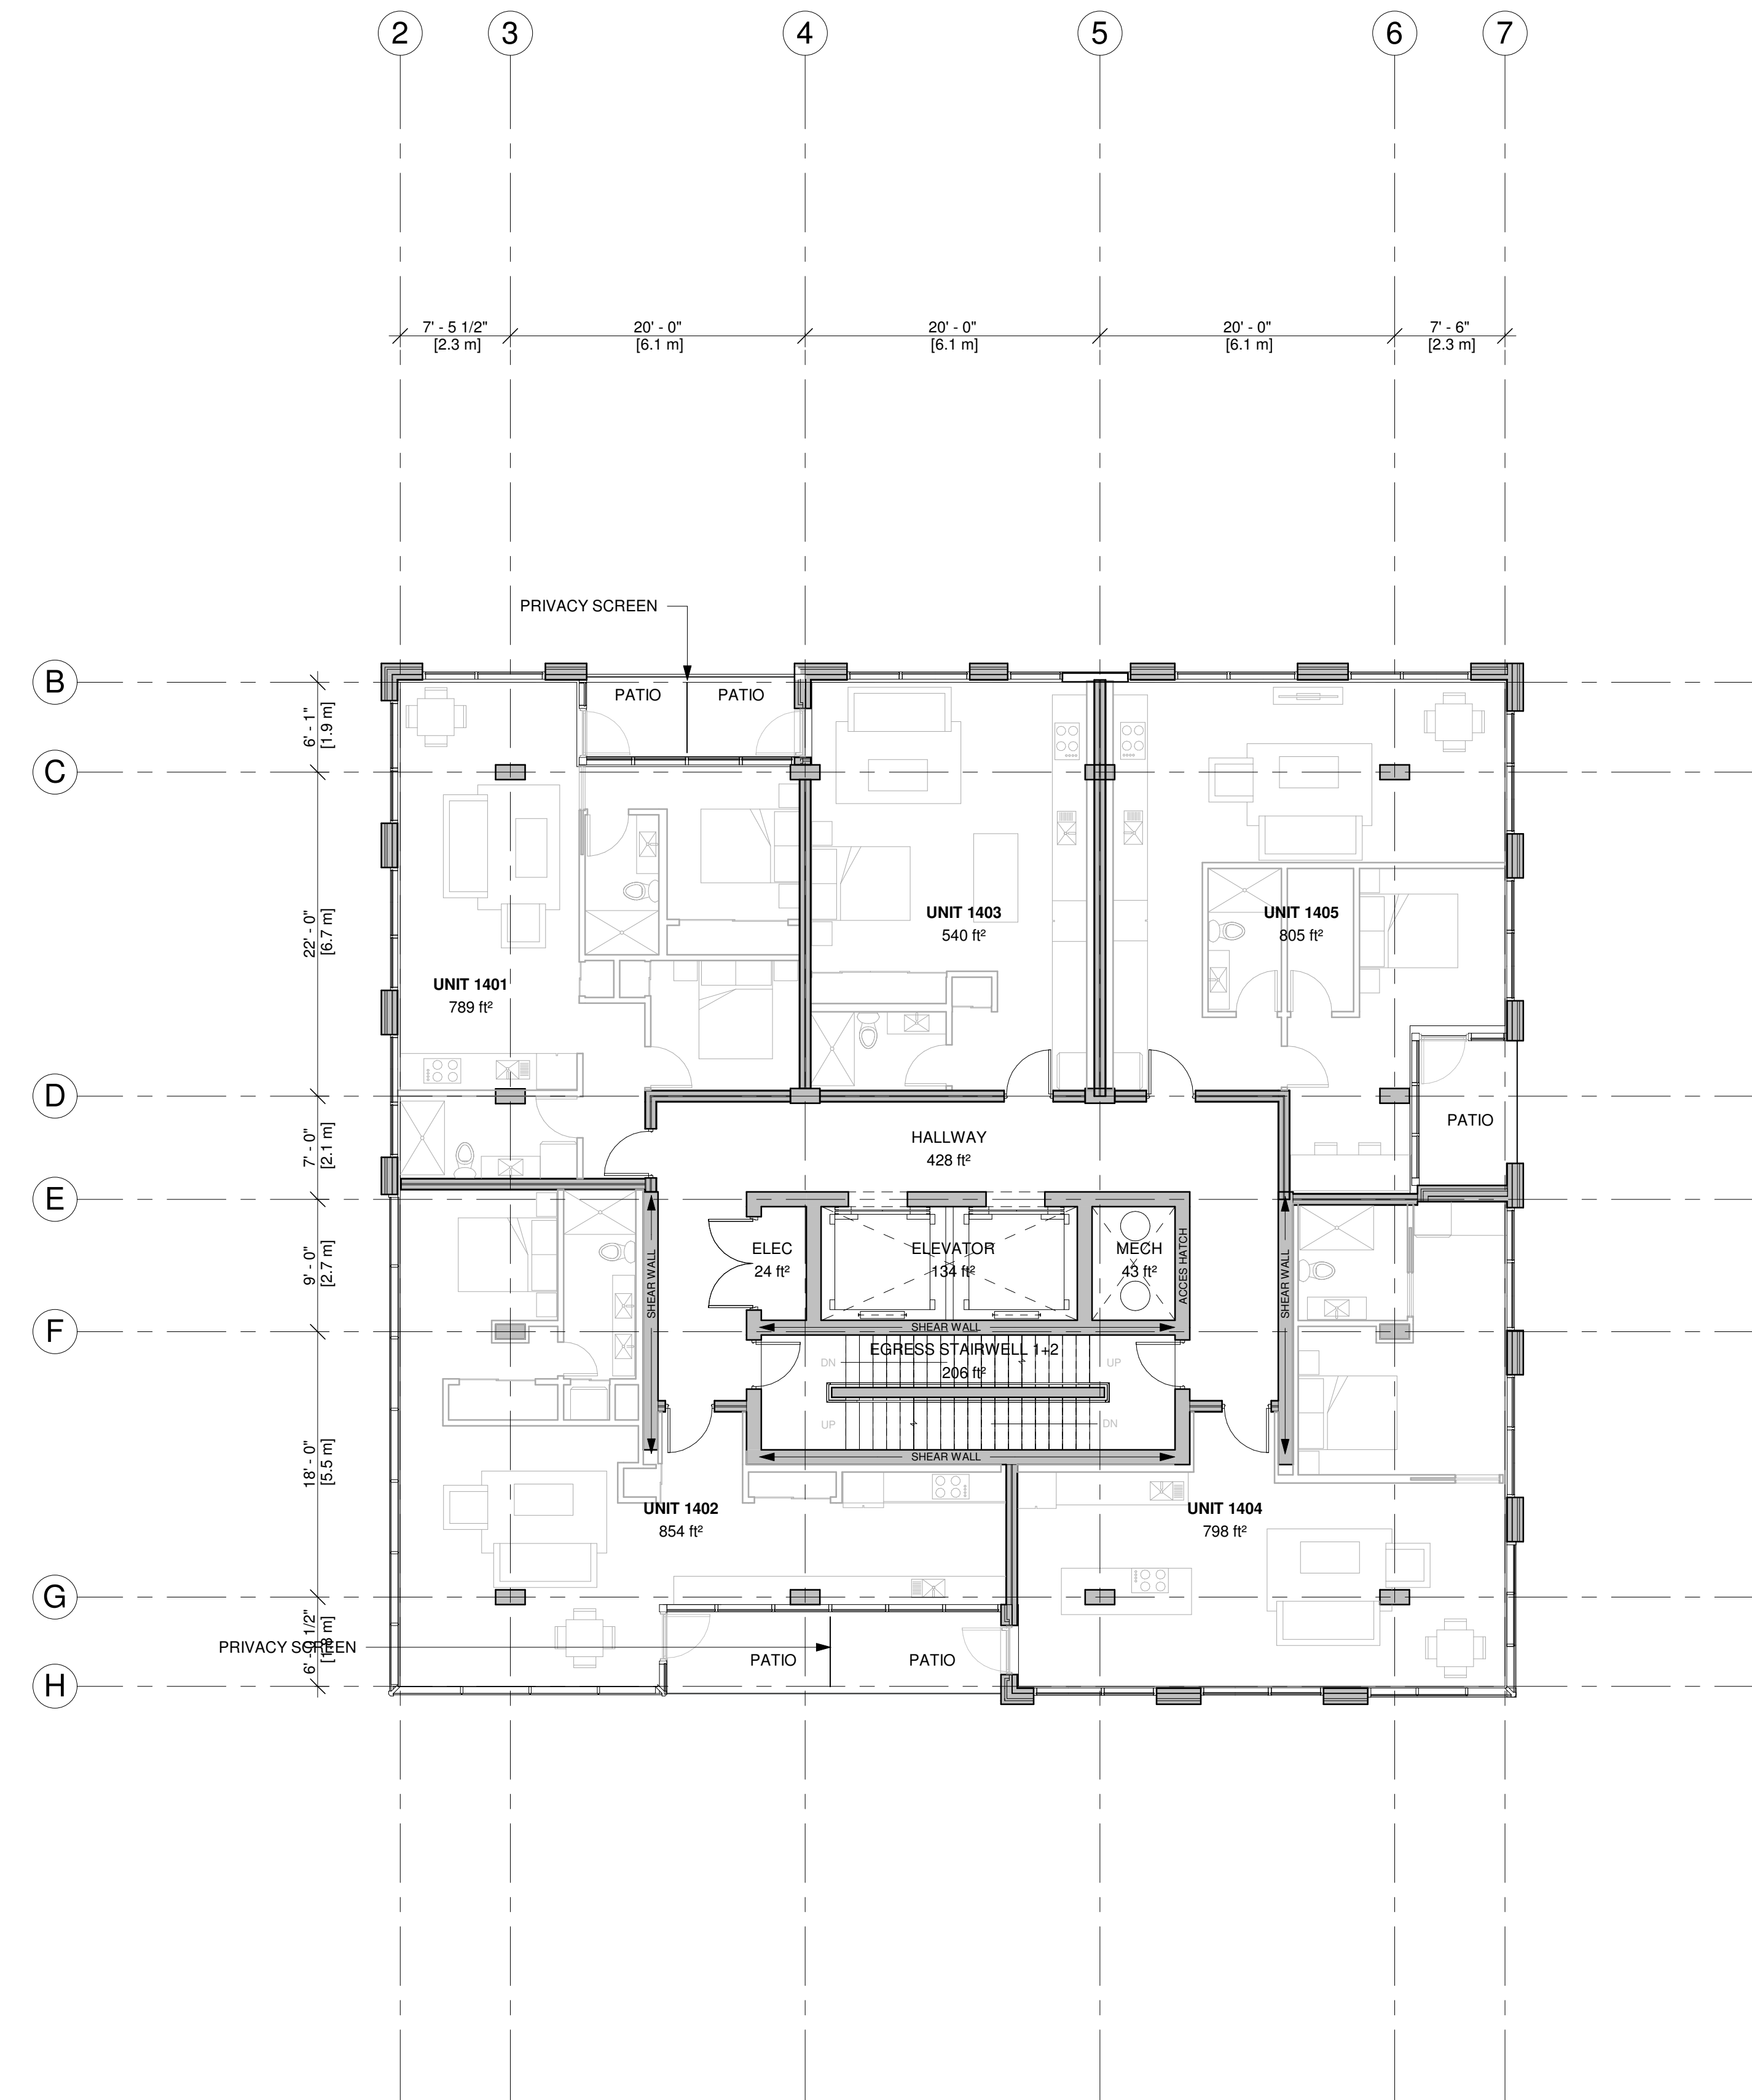 2
3
4
5
6
7
7' - 5 1/2"
[2.3 m]
20' - 0"
[6.1 m]
20' - 0"
[6.1 m]
20' - 0"
[6.1 m]
7' - 6"
[2.3 m]
PRIVACY SCREEN
B
PATIO
PATIO
6' - 1"
[1.9 m]
C
UNIT 1403
540 ft²
UNIT 1405
805 ft²
22' - 0"
[6.7 m]
UNIT 1401
789 ft²
D
PATIO
HALLWAY
428 ft²
7' - 0"
[2.1 m]
E
ELEC
24 ft²
ELEVATOR
134 ft²
MECH
43 ft²
ACCES HATCH
SHEAR WALL
SHEAR WALL
9' - 0"
[2.7 m]
SHEAR WALL
F
EGRESS STAIRWELL 1+2
206 ft²
DN
UP
UP
DN
SHEAR WALL
18' - 0"
[5.5 m]
UNIT 1402
854 ft²
UNIT 1404
798 ft²
G
PRIVACY SCREEN
PATIO
PATIO
H